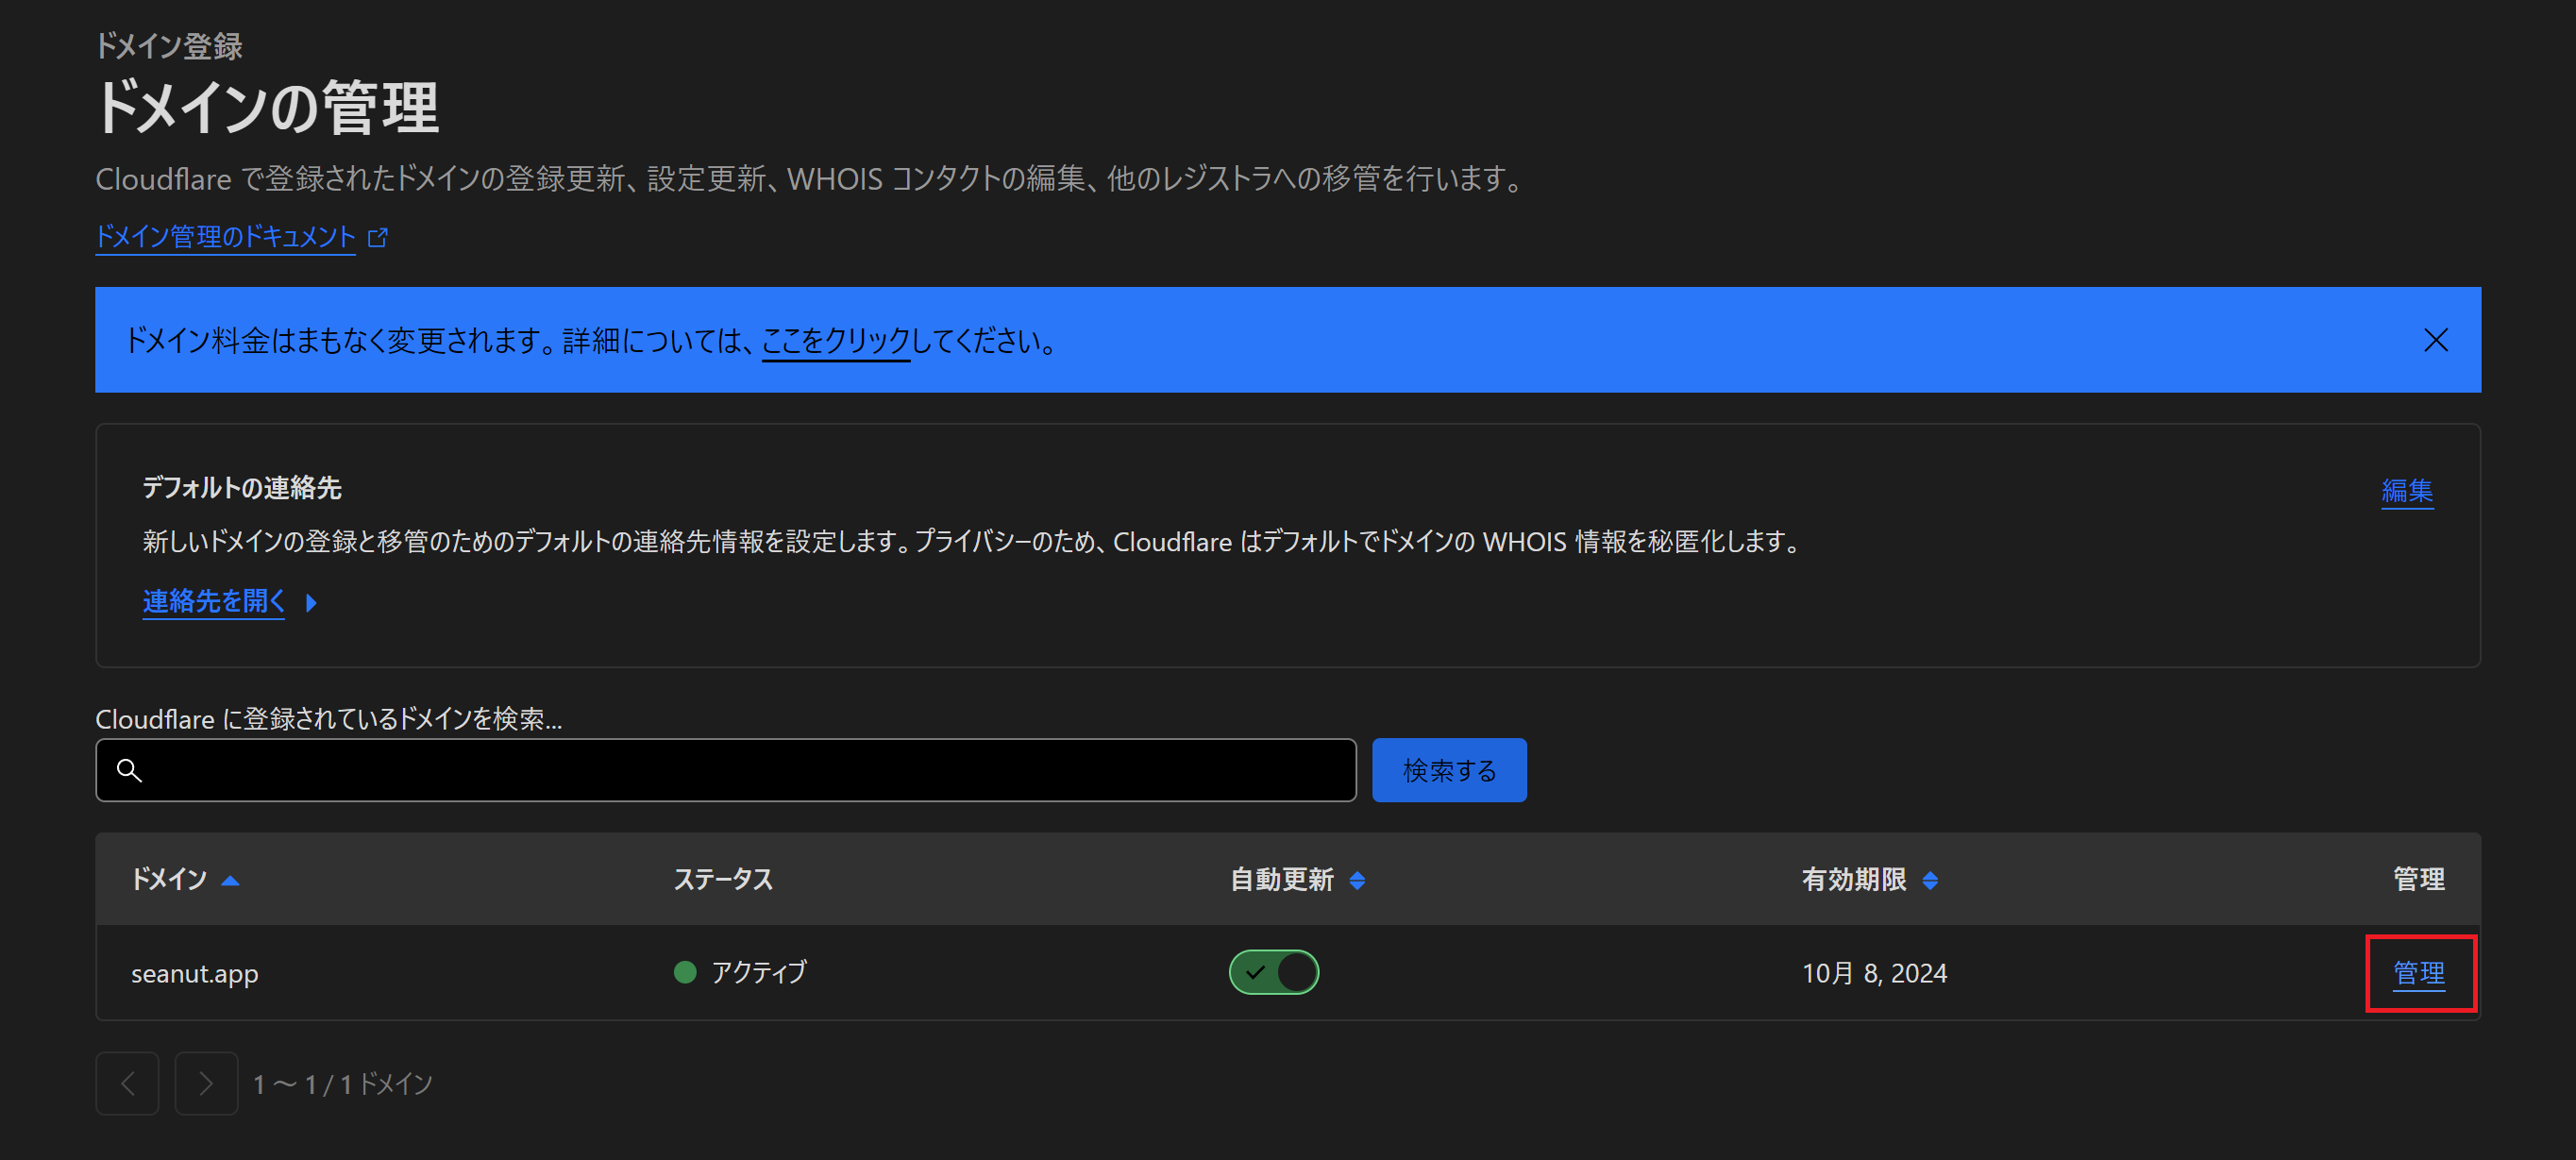 ドメイン登録
ドメインの管理
Cloudflare で登録されたドメインの登録更新、設定更新、WHOIS コンタクトの編集、他のレジストラへの移管を行います。
ドメイン管理のドキュメント
ドメイン料金はまもなく変更されます。詳細については、ここをクリックしてください。
デフォルトの連絡先
編集
新しいドメインの登録と移管のためのデフォルトの連絡先情報を設定します。プライバシーのため、Cloudflare はデフォルトでドメインの WHOIS 情報を秘匿化します。
連絡先を開く
Cloudflare に登録されているドメインを検索...
検索する
ドメイン ステータス 自動更新 有効期限 管理
seanut.app アクティブ 10月 8, 2024 管理
1 ～ 1 / 1 ドメイン